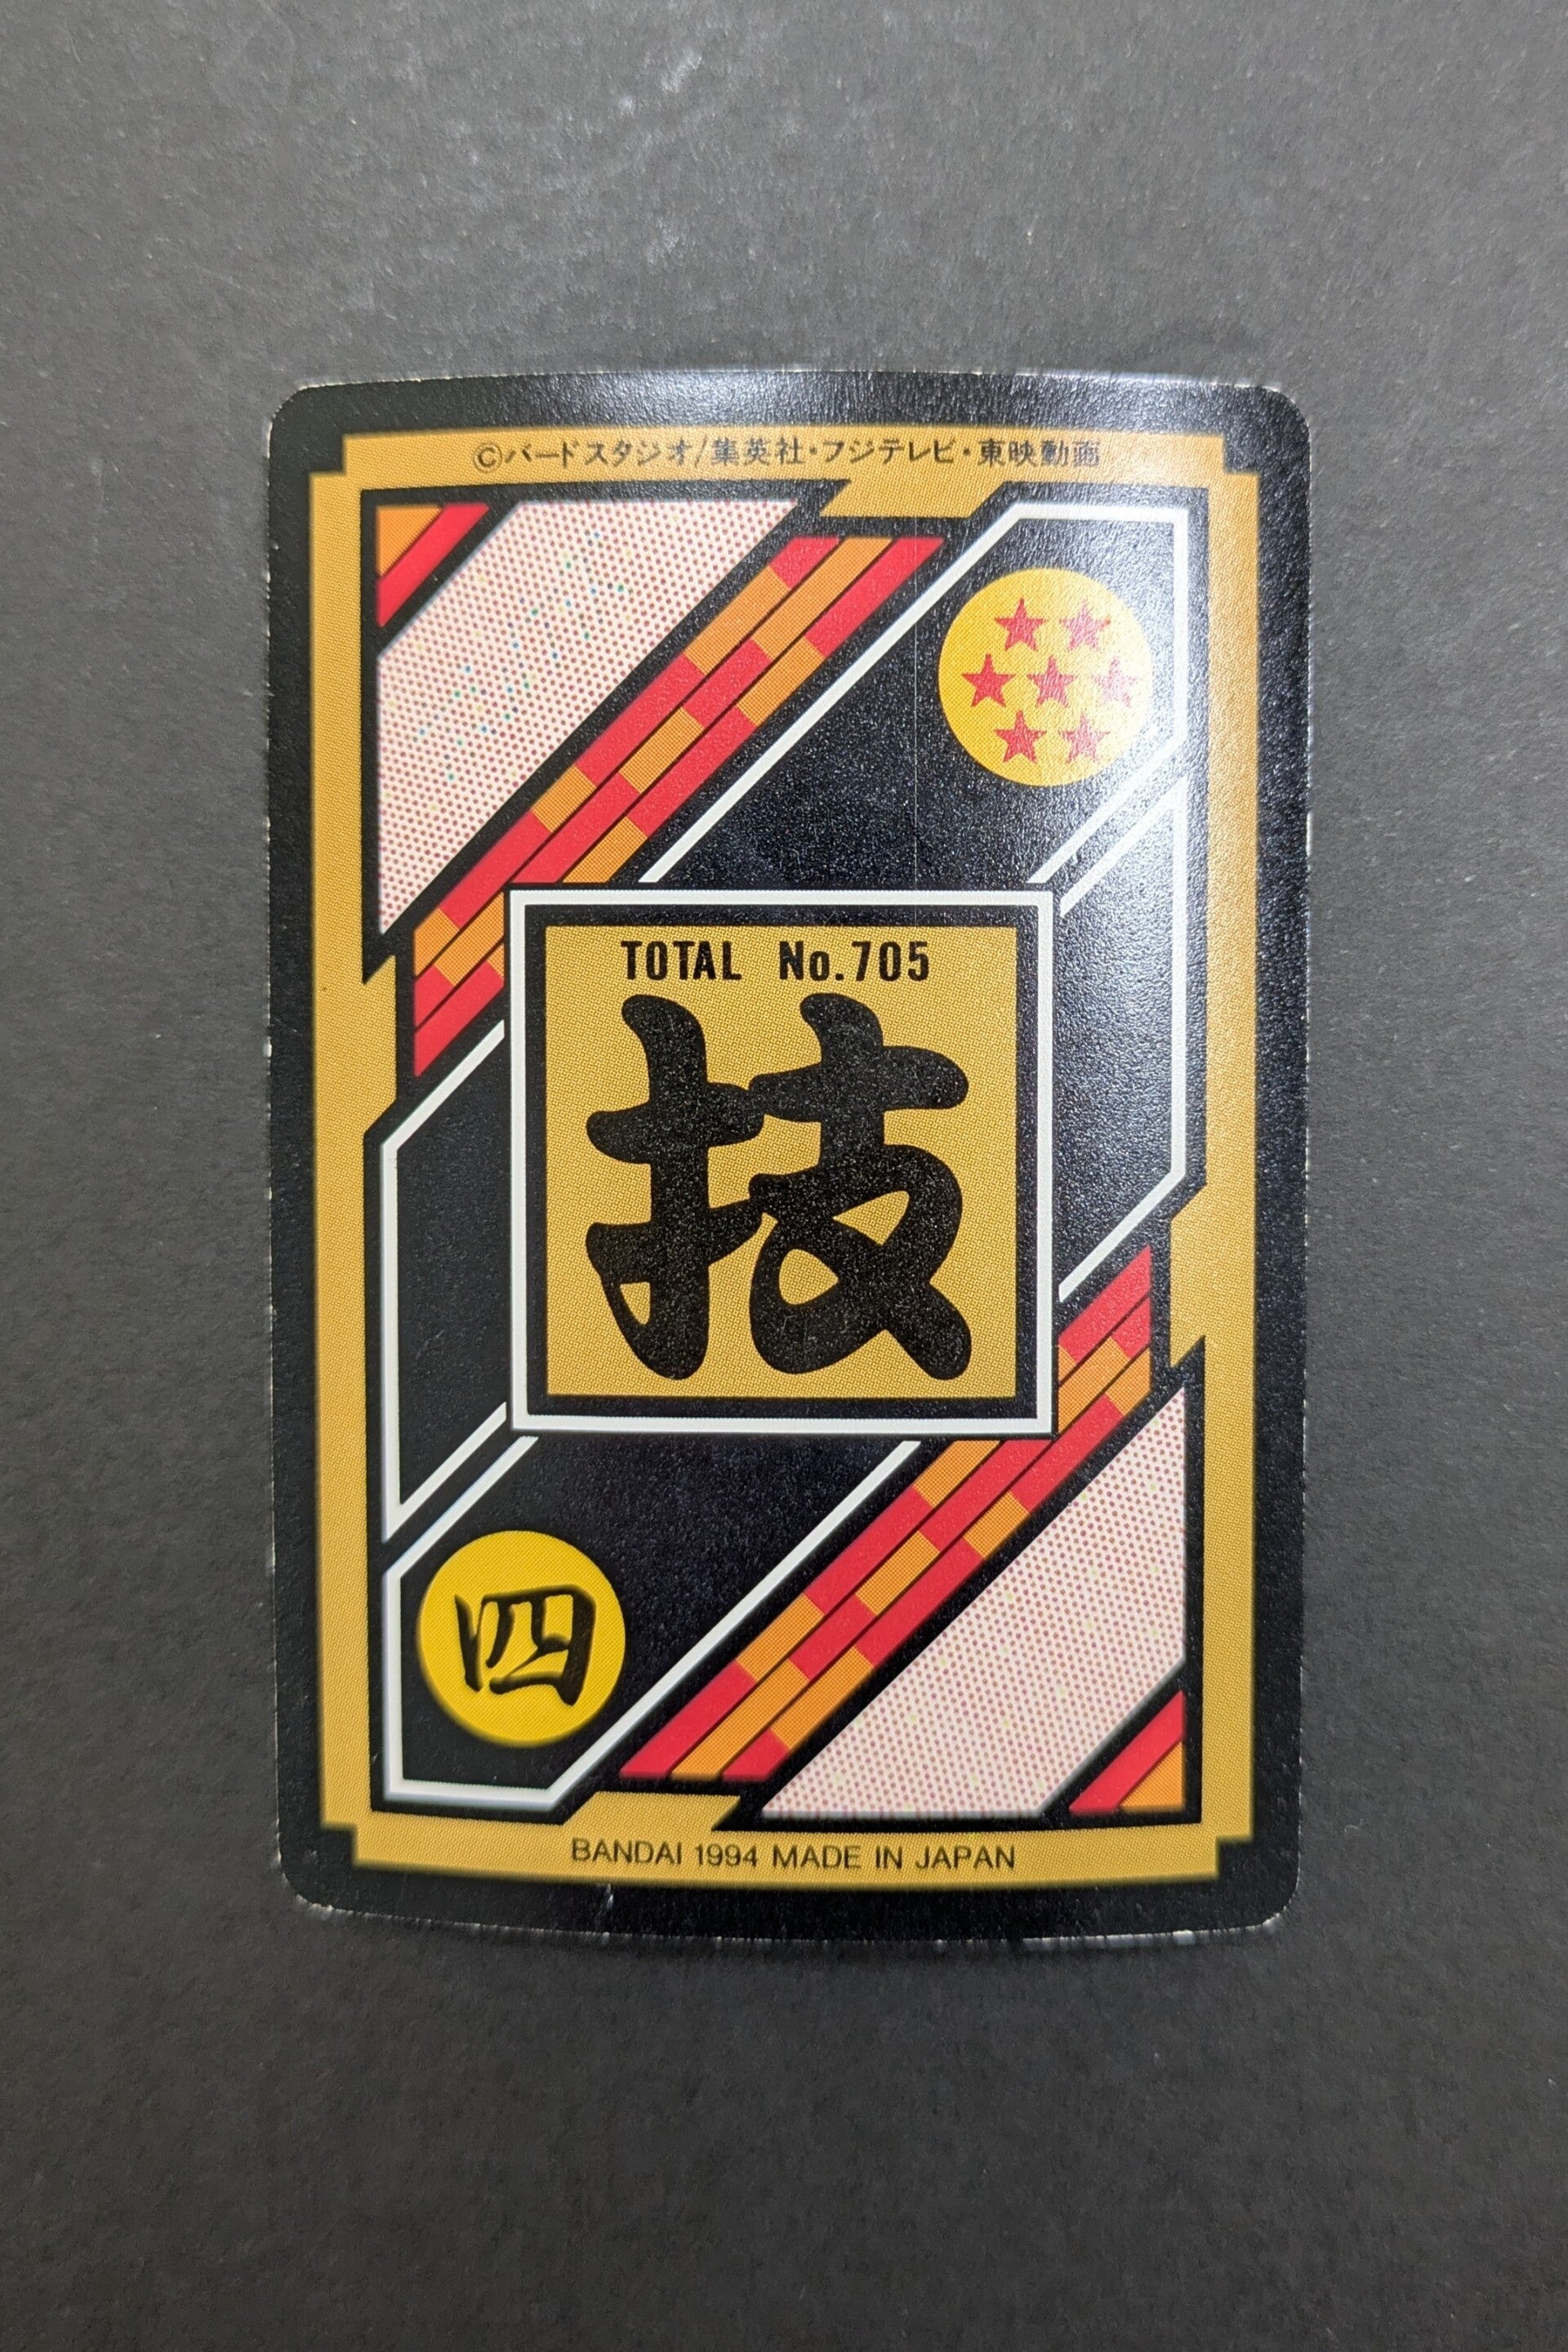 ©バードスタジオ/集英社・フジテレビ・東映動画
TOTAL No.705
技
四
BANDAI 1994 MADE IN JAPAN